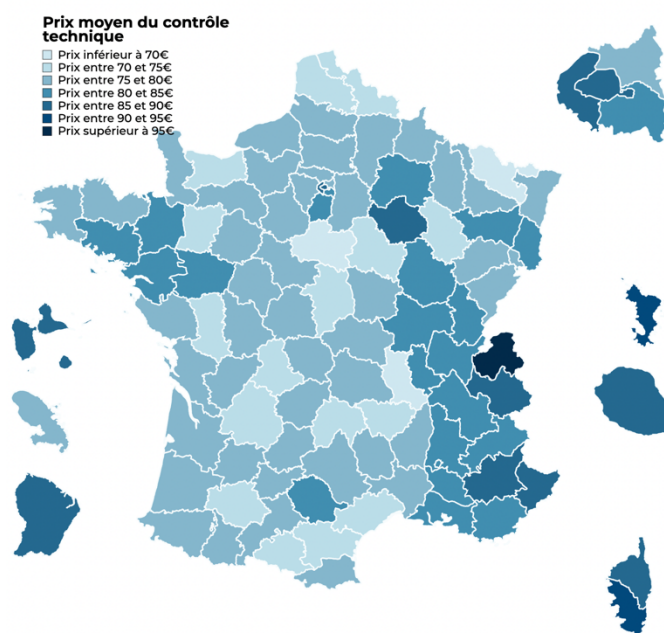 Prix moyen du contrôle
technique
Prix inférieur à 70€
Prix entre 70 et 75€
Prix entre 75 et 80€
Prix entre 80 et 85€
Prix entre 85 et 90€
Prix entre 90 et 95€
Prix supérieur à 95€